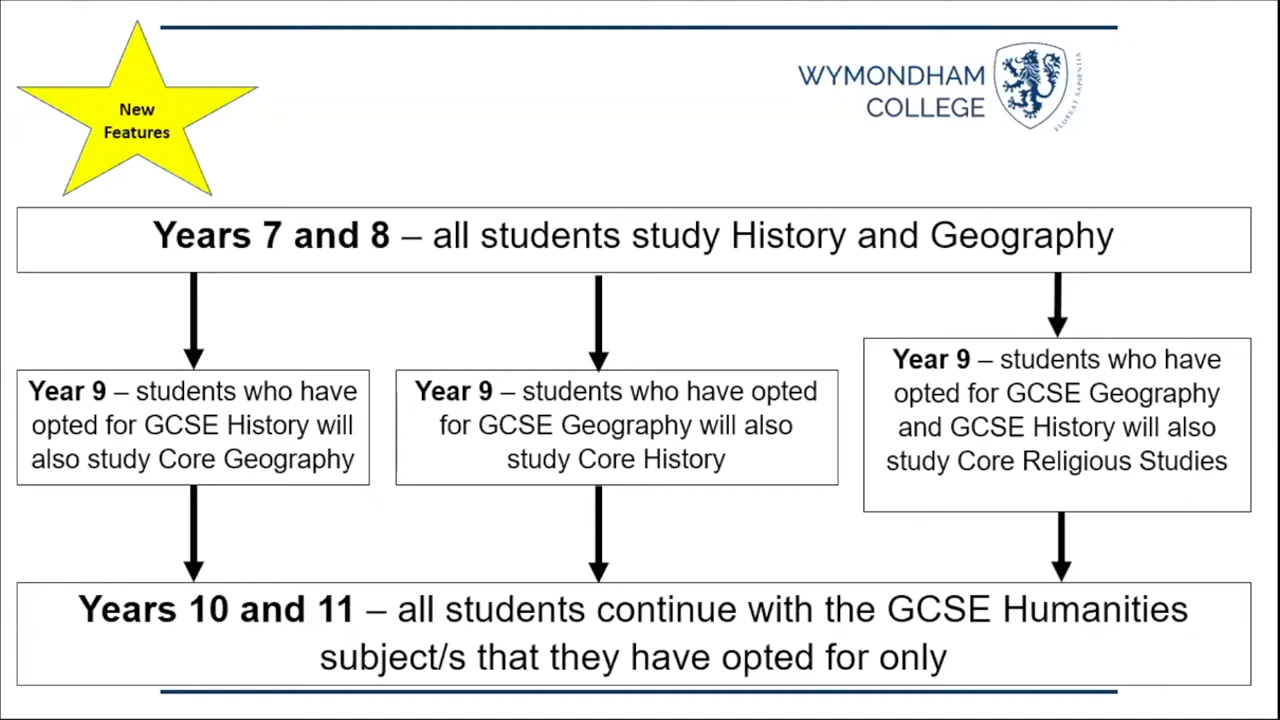 New
Features
WYMONDHAM
COLLEGE
FLOREAT SAPIENTIA
Years 7 and 8 – all students study History and Geography
Year 9 – students who have
opted for GCSE History will
also study Core Geography
Year 9 – students who have opted
for GCSE Geography will also
study Core History
Year 9 – students who have
opted for GCSE Geography
and GCSE History will also
study Core Religious Studies
Years 10 and 11 – all students continue with the GCSE Humanities
subject/s that they have opted for only